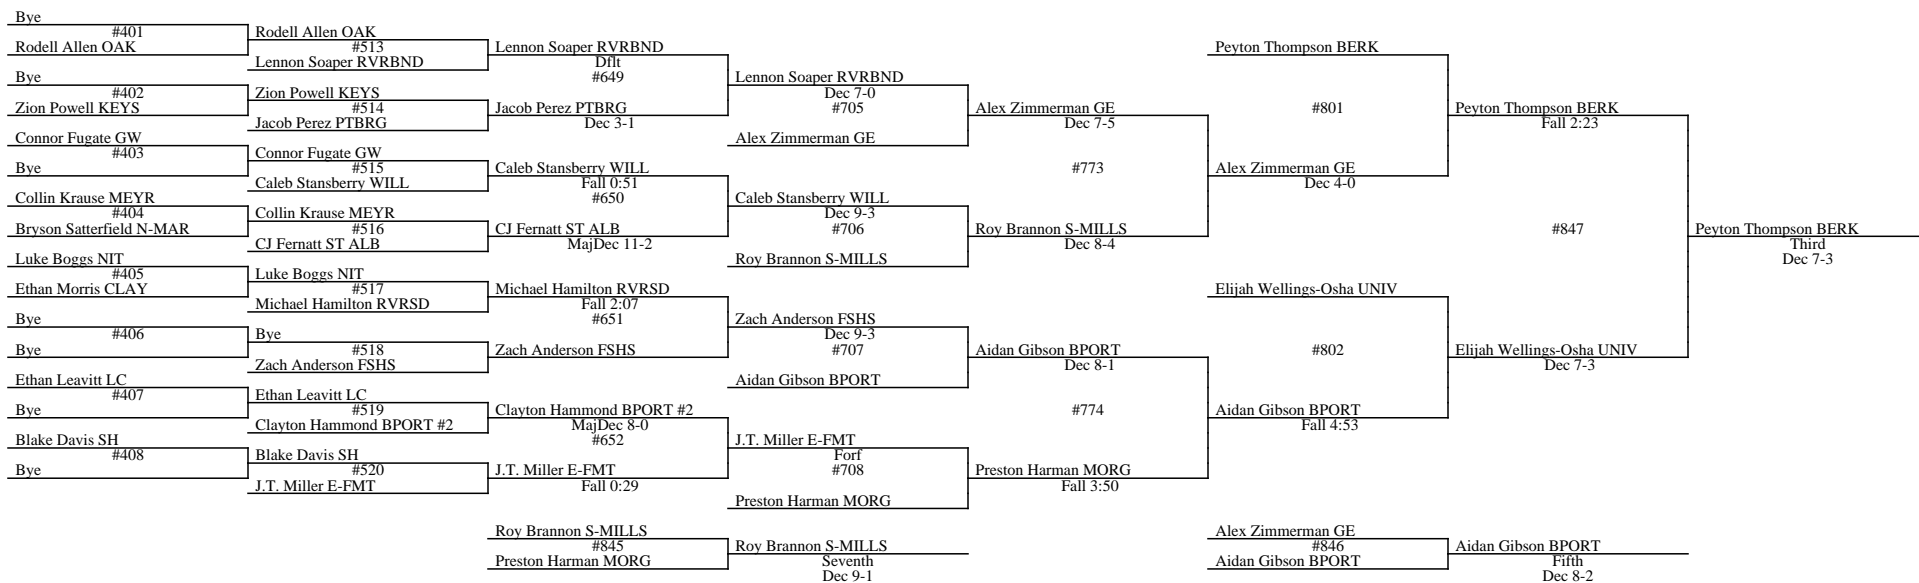 Bye
#401
Rodell Allen OAK
Bye
#402
Zion Powell KEYS
Connor Fugate GW
#403
Bye
Collin Krause MEYR
#404
Bryson Satterfield N-MAR
Luke Boggs NIT
#405
Ethan Morris CLAY
Bye
#406
Bye
Ethan Leavitt LC
#407
Bye
Blake Davis SH
#408
Bye
Rodell Allen OAK
#513
Lennon Soaper RVRBND
Zion Powell KEYS
#514
Jacob Perez PTBRG
Connor Fugate GW
#515
Caleb Stansberry WILL
Collin Krause MEYR
#516
CJ Fernatt ST ALB
Luke Boggs NIT
#517
Michael Hamilton RVRSD
Bye
#518
Zach Anderson FSHS
Ethan Leavitt LC
#519
Clayton Hammond BPORT #2
Blake Davis SH
#520
J.T. Miller E-FMT
Lennon Soaper RVRBND
Dflt
#649
Jacob Perez PTBRG
Dec 3-1
Caleb Stansberry WILL
Fall 0:51
#650
CJ Fernatt ST ALB
MajDec 11-2
Michael Hamilton RVRSD
Fall 2:07
#651
Zach Anderson FSHS
Clayton Hammond BPORT #2
MajDec 8-0
#652
J.T. Miller E-FMT
Fall 0:29
Lennon Soaper RVRBND
Dec 7-0
#705
Alex Zimmerman GE
Caleb Stansberry WILL
Dec 9-3
#706
Roy Brannon S-MILLS
Zach Anderson FSHS
Dec 9-3
#707
Aidan Gibson BPORT
J.T. Miller E-FMT
Forf
#708
Preston Harman MORG
Alex Zimmerman GE
Dec 7-5
#773
Roy Brannon S-MILLS
Dec 8-4
Aidan Gibson BPORT
Dec 8-1
#774
Preston Harman MORG
Fall 3:50
Peyton Thompson BERK
#801
Alex Zimmerman GE
Dec 4-0
Elijah Wellings-Osha UNIV
#802
Aidan Gibson BPORT
Fall 4:53
Peyton Thompson BERK
Fall 2:23
#847
Elijah Wellings-Osha UNIV
Dec 7-3
Peyton Thompson BERK
Third
Dec 7-3
Roy Brannon S-MILLS
#845
Preston Harman MORG
Roy Brannon S-MILLS
Seventh
Dec 9-1
Alex Zimmerman GE
#846
Aidan Gibson BPORT
Aidan Gibson BPORT
Fifth
Dec 8-2